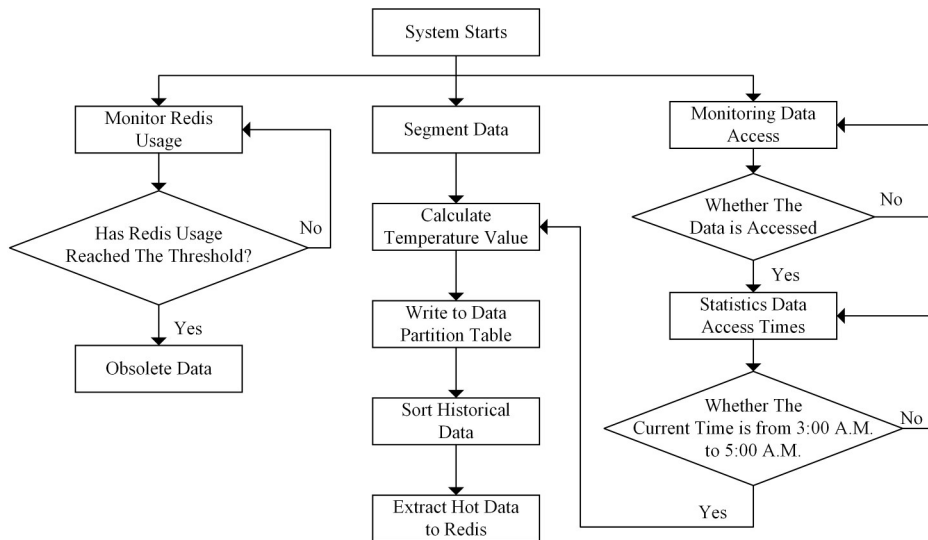 System Starts
Monitor Redis
Usage
Has Redis Usage
Reached The Threshold?
No
Yes
Obsolete Data
Segment Data
Calculate
Temperature Value
Write to Data
Partition Table
Sort Historical
Data
Extract Hot Data
to Redis
Monitoring Data
Access
Whether The
Data is Accessed
No
Yes
Statistics Data
Access Times
Whether The
Current Time is from 3:00 A.M.
to 5:00 A.M.
No
Yes